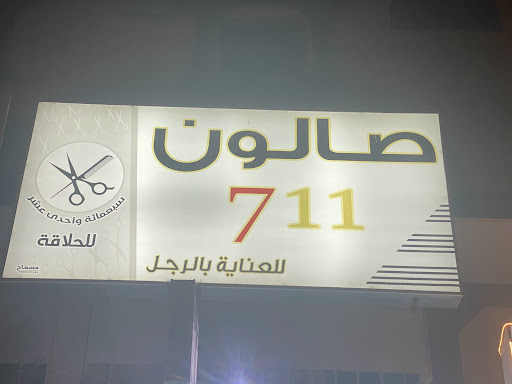 صالون
711
للعناية بالرجل
سبعمائة واحدى عشر
للحلاقة